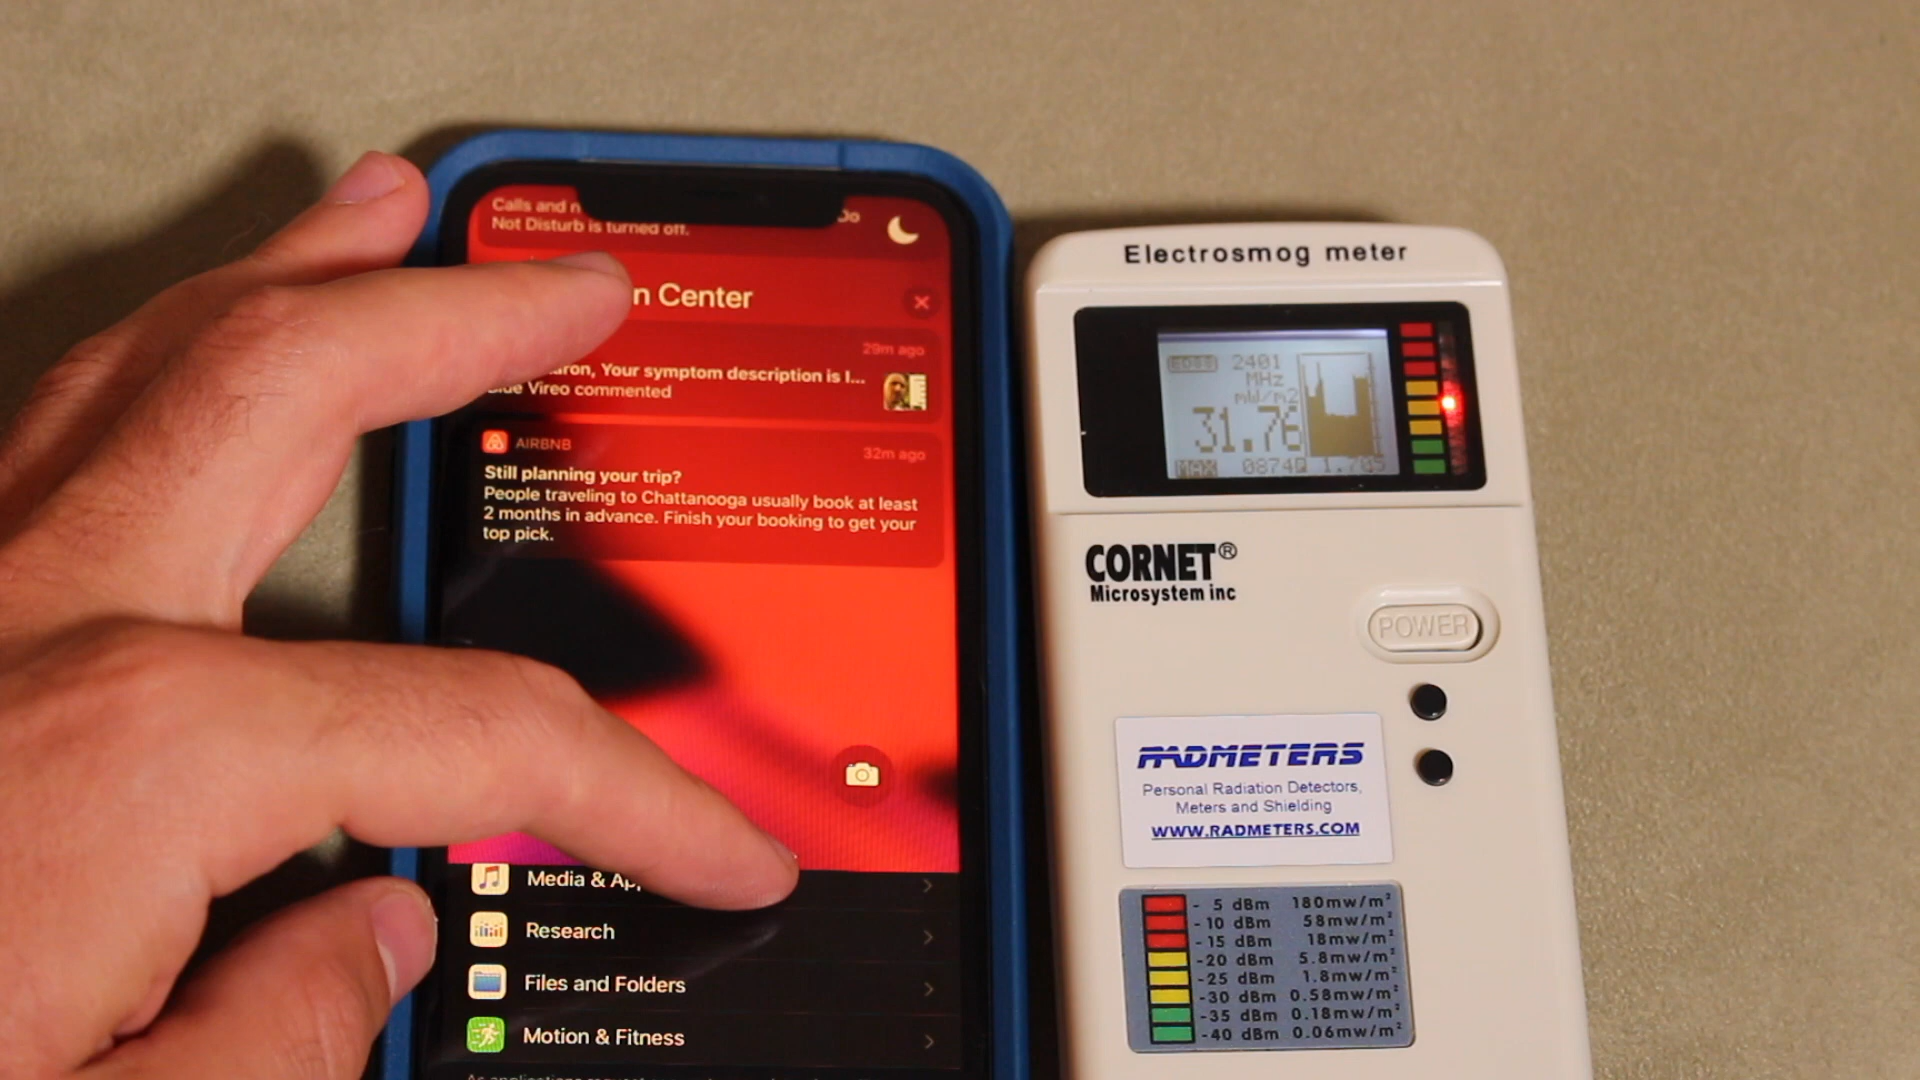 Calls and n
Do
Not Disturb is turned off.
n Center
29m ago
aron, Your symptom description is I...
Blue Vireo commented
AIRBNB
32m ago
Still planning your trip?
People traveling to Chattanooga usually book at least
2 months in advance. Finish your booking to get your
top pick.
Media & Ap
Research
Files and Folders
Motion & Fitness
Electrosmog meter
2401
MHz
mW/m2
31.76
MAX
CORNET®
Microsystem inc
POWER
RADMETERS
Personal Radiation Detectors,
Meters and Shielding
WWW.RADMETERS.COM
- 5 dBm 180mw/m²
-10 dBm 58mw/m²
-15 dBm 18mw/m²
-20 dBm 5.8mw/m²
-25 dBm 1.8mw/m²
-30 dBm 0.58mw/m²
-35 dBm 0.18mw/m²
-40 dBm 0.06mw/m²